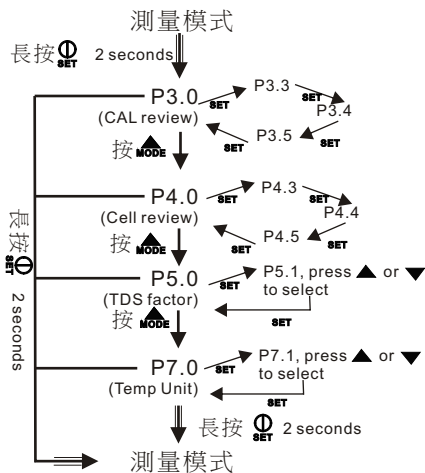 測量模式
長按 SET 2 seconds
P3.0 SET P3.3 SET P3.4
(CAL review) SET P3.5 SET
按 MODE
P4.0 SET P4.3 SET P4.4
(Cell review) SET P4.5 SET
按 MODE
P5.0 SET P5.1, press ▲ or ▼
to select
(TDS factor) SET
按 MODE
P7.0 SET P7.1, press ▲ or ▼
to select
(Temp Unit) SET
長按 SET 2 seconds
長按 SET 2 seconds
測量模式